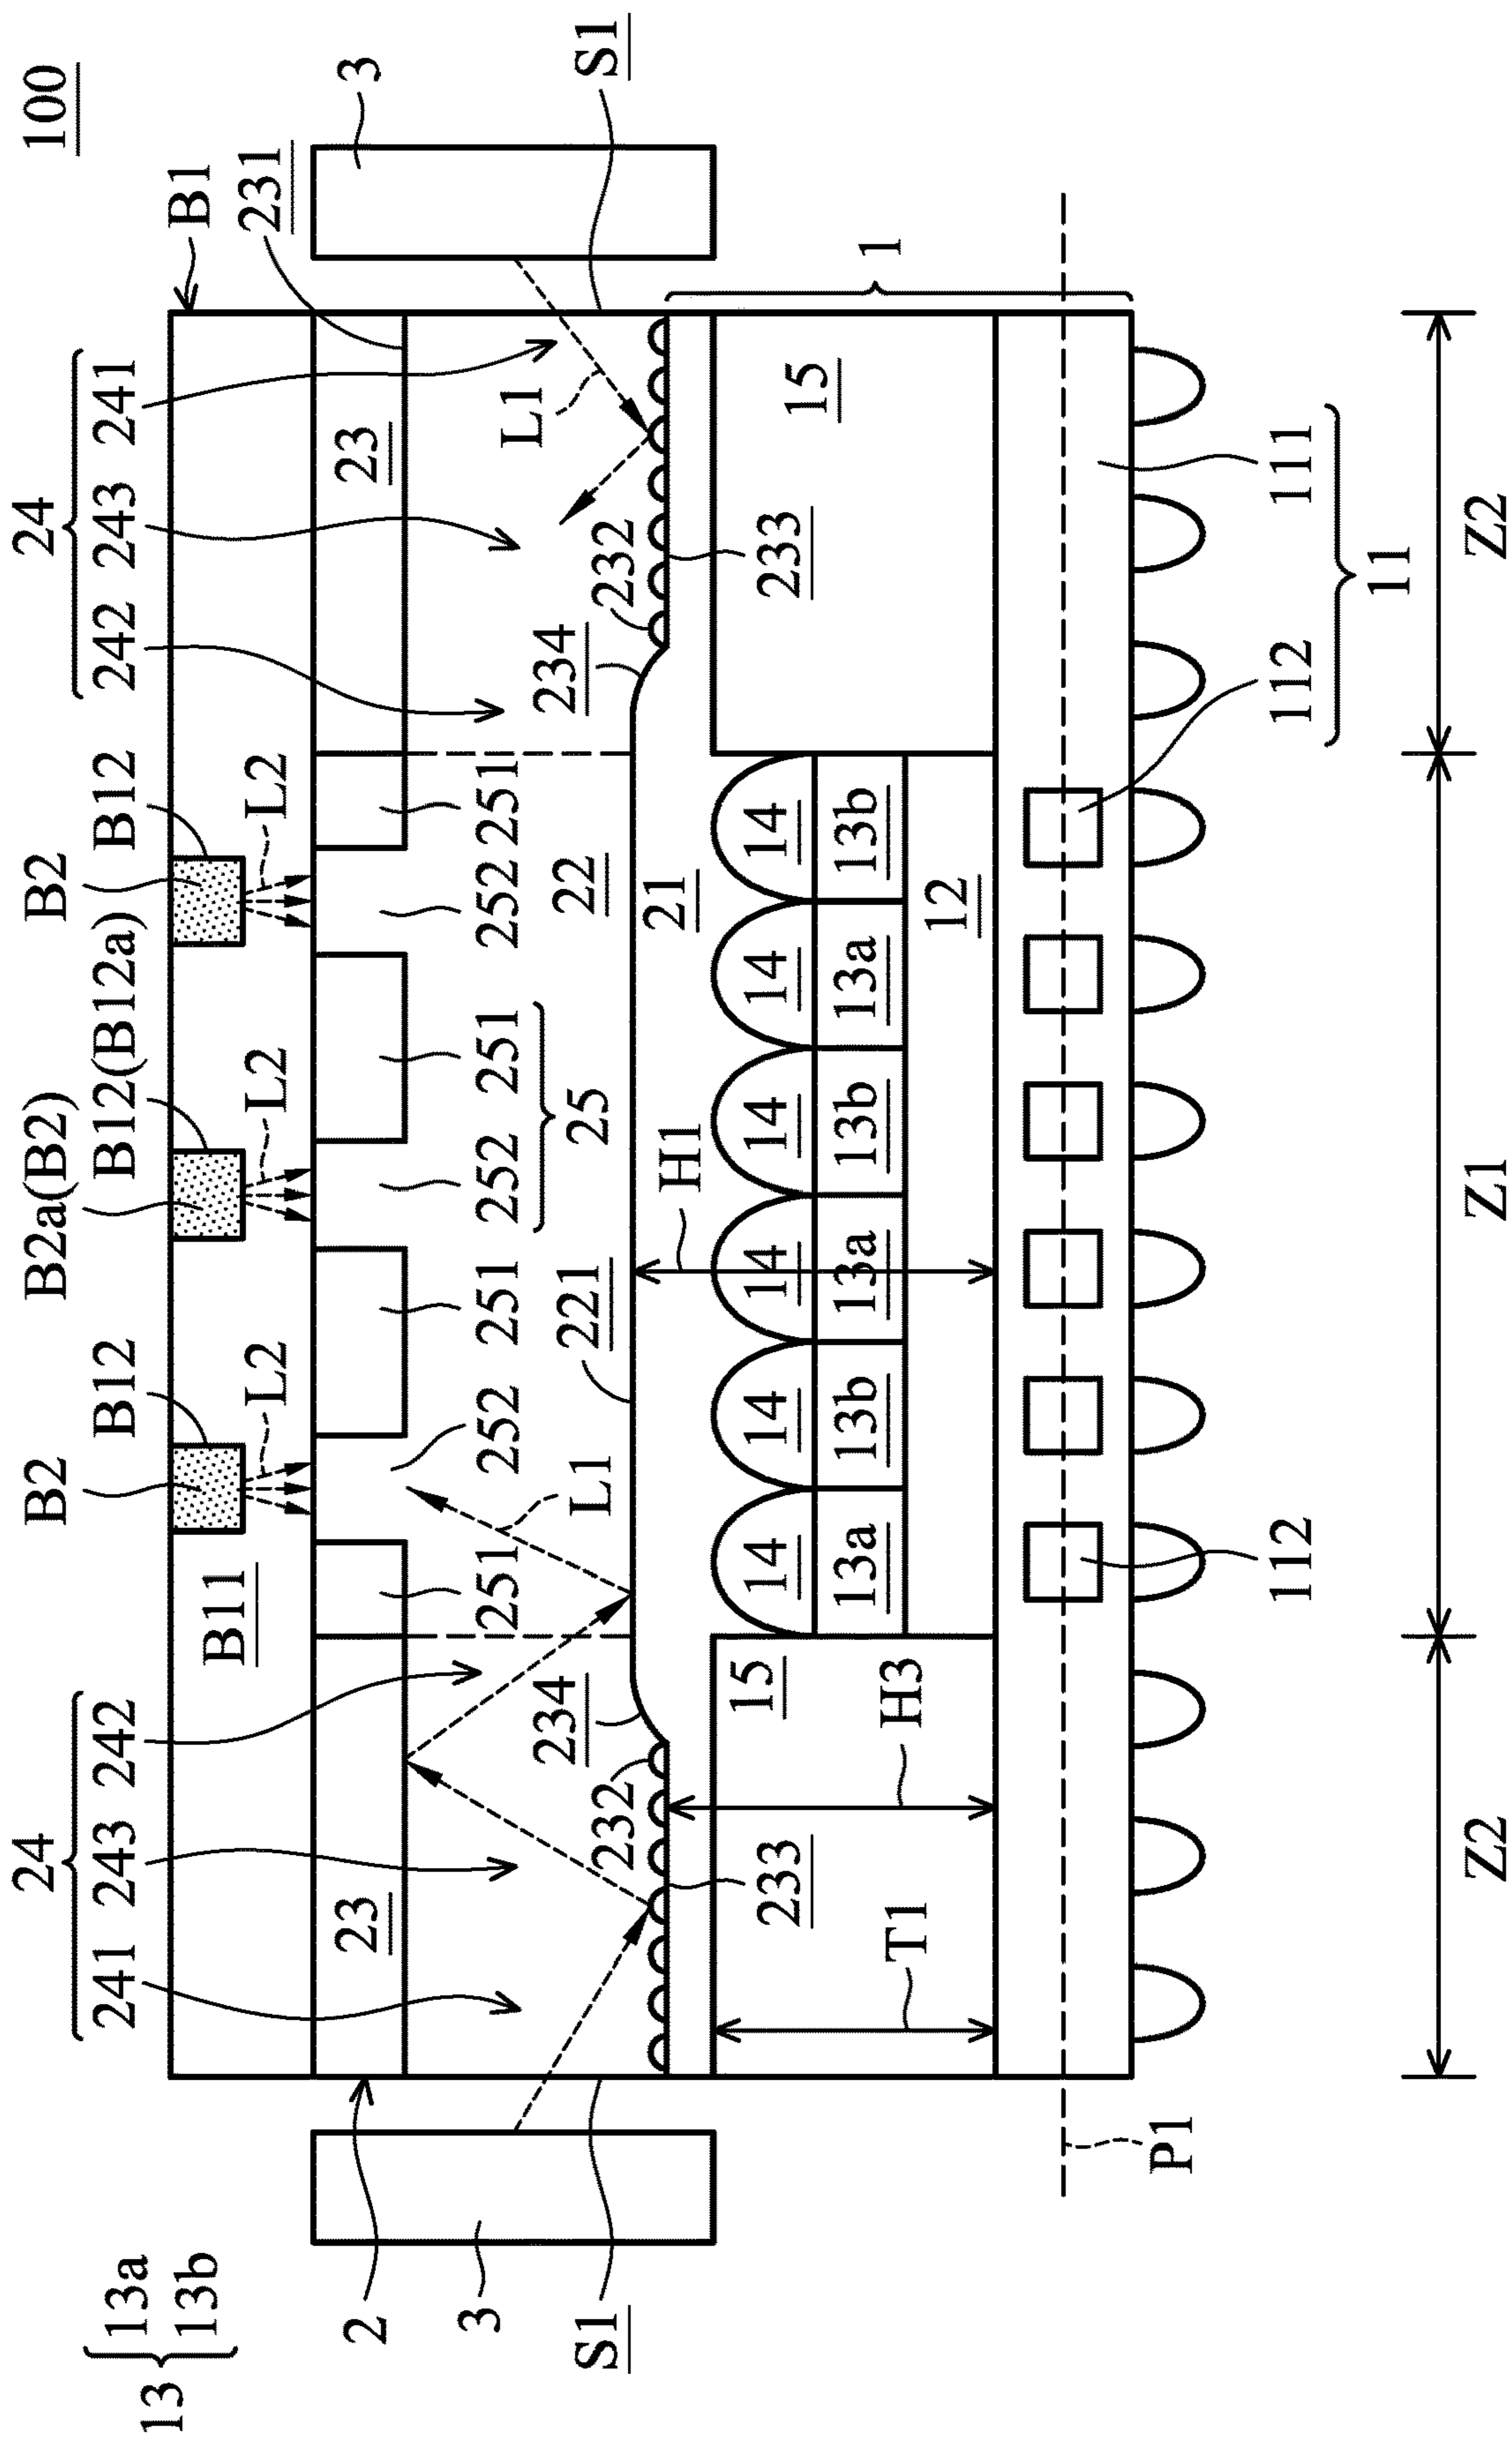 24 B2 B2a(B2) B2 24 100
13a 241 243 242 B12 B12(B12a) B12 242 243 241
13
13b B1
B11 L2 L2 L2 231
2 23 23 3
3 251 252 251 252 251 252 251 L1
234 L1 221 25 22 234
S1 232 232 S1
21
H1
233 15 14 14 14 14 14 14 233 15
13a 13b 13a 13b 13a 13b
T1 H3 12 1
P1
112 112 111
11
Z2 Z1 Z2